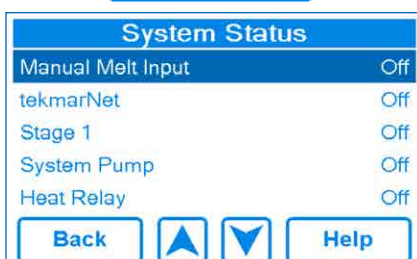 System Status
Manual Melt Input Off
tekmarNet Off
Stage 1 Off
System Pump Off
Heat Relay Off
Back Help